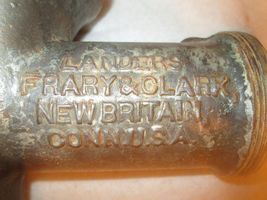 LANDERS
FRARY & CLARK
NEW BRITAIN
CONN. U.S.A.